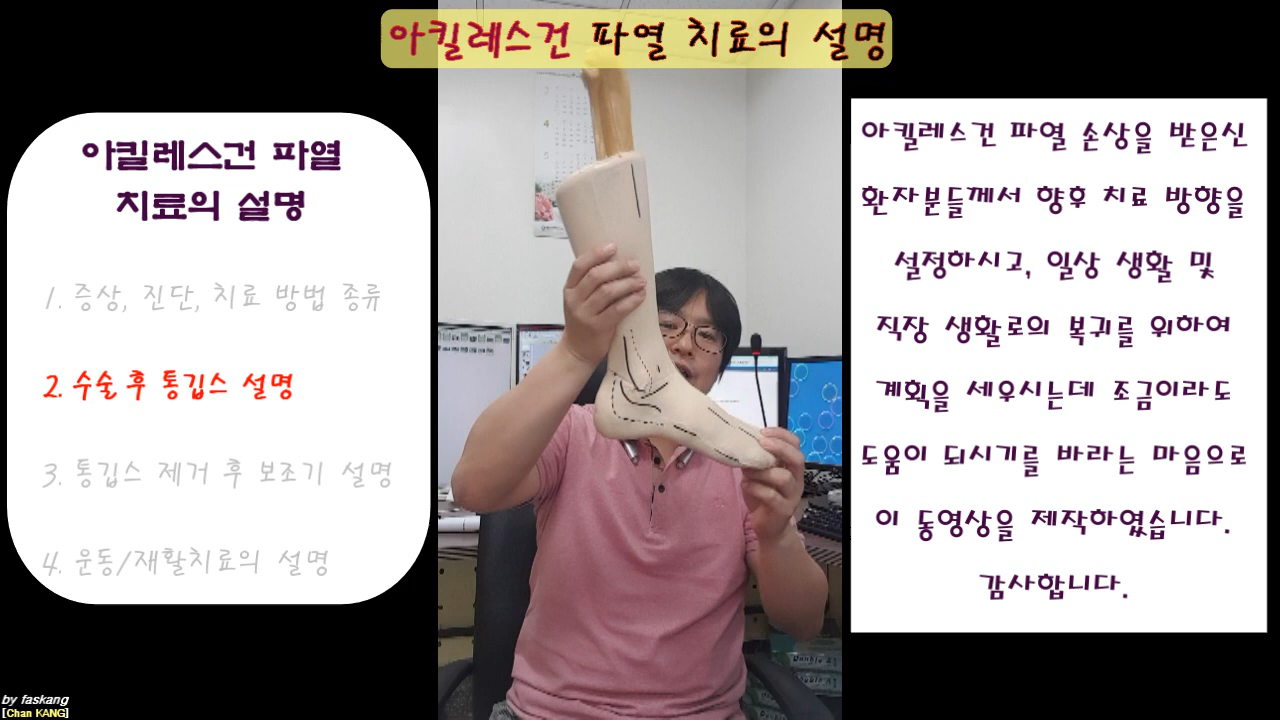 아킬레스건 파열 치료의 설명
아킬레스건 파열
치료의 설명
1. 증상, 진단, 치료 방법 종류
2. 수술 후 통깁스 설명
3. 통깁스 제거 후 보조기 설명
4. 운동/재활치료의 설명
아킬레스건 파열 손상을 받은신
환자분들께서 향후 치료 방향을
설정하시고, 일상 생활 및
직장 생활로의 복귀를 위하여
계획을 세우시는데 조금이라도
도움이 되시기를 바라는 마음으로
이 동영상을 제작하였습니다.
감사합니다.
by faskang
[Chan KANG]
4
5
Double A
Double A